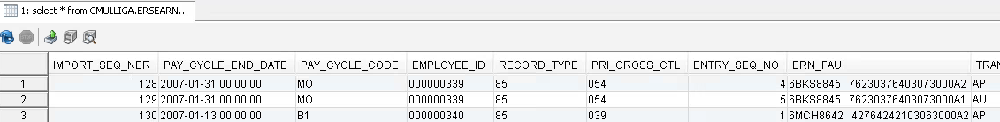 1: select * from GMULLIGA.ERSEARN...
IMPORT_SEQ_NBR PAY_CYCLE_END_DATE PAY_CYCLE_CODE EMPLOYEE_ID RECORD_TYPE PRI_GROSS_CTL ENTRY_SEQ_NO ERN_FAU TRAN
1 128 2007-01-31 00:00:00 MO 000000339 85 054 4 6BKS8845 76230376403073000A2 AP
2 129 2007-01-31 00:00:00 MO 000000339 85 054 5 6BKS8845 76230376403073000A1 AU
3 130 2007-01-13 00:00:00 B1 000000340 85 039 1 6MCH8642 42764242103063000A2 AP